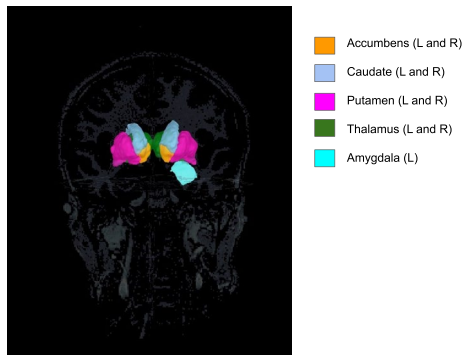 Accumbens (L and R)
Caudate (L and R)
Putamen (L and R)
Thalamus (L and R)
Amygdala (L)